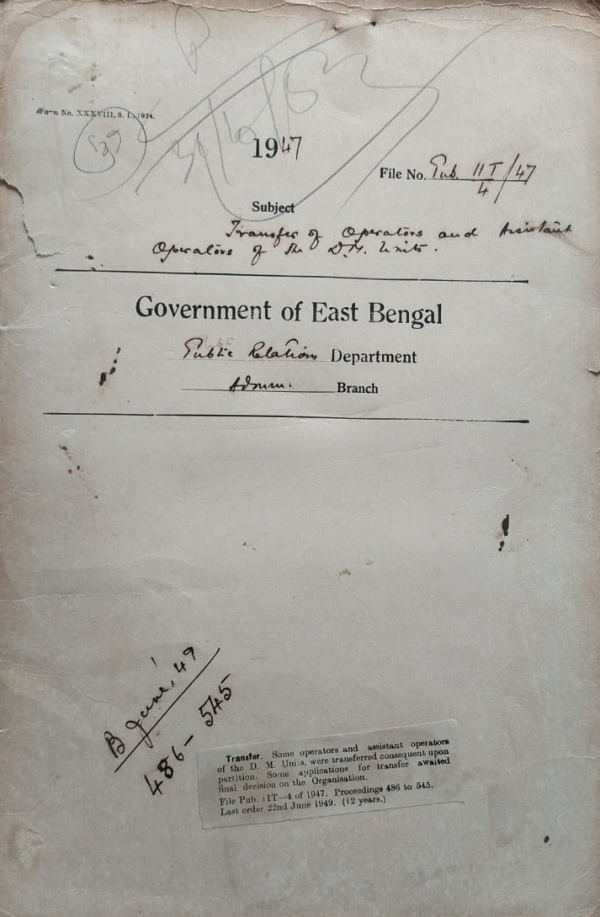 Form No. XXXVIII, S. I., 1924.
1947
File No. Pub. 11T/47
4
Subject
Transfer of Operators and Assistant
Operators of the D.M. Units.
Government of East Bengal
Public Relations Department
Admn. Branch
B June, 49
486 - 545
Transfer. Some operators and assistant operators
of the D. M. Units, were transferred consequent upon
partition. Some applications for transfer awaited
final decision on the Organisation.
File Pub. 11T—4 of 1947. Proceedings 486 to 545.
Last order 22nd June 1949. (12 years.)